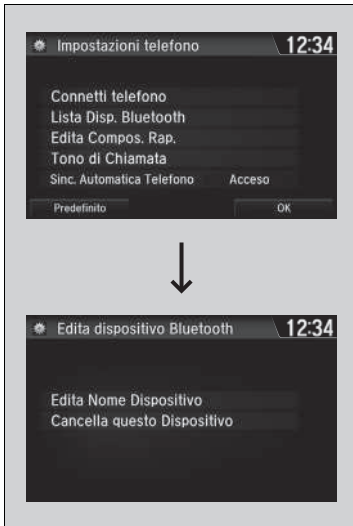 Impostazioni telefono 12:34
Connetti telefono
Lista Disp. Bluetooth
Edita Compos. Rap.
Tono di Chiamata
Sinc. Automatica Telefono Acceso
Predefinito OK
Edita dispositivo Bluetooth 12:34
Edita Nome Dispositivo
Cancella questo Dispositivo